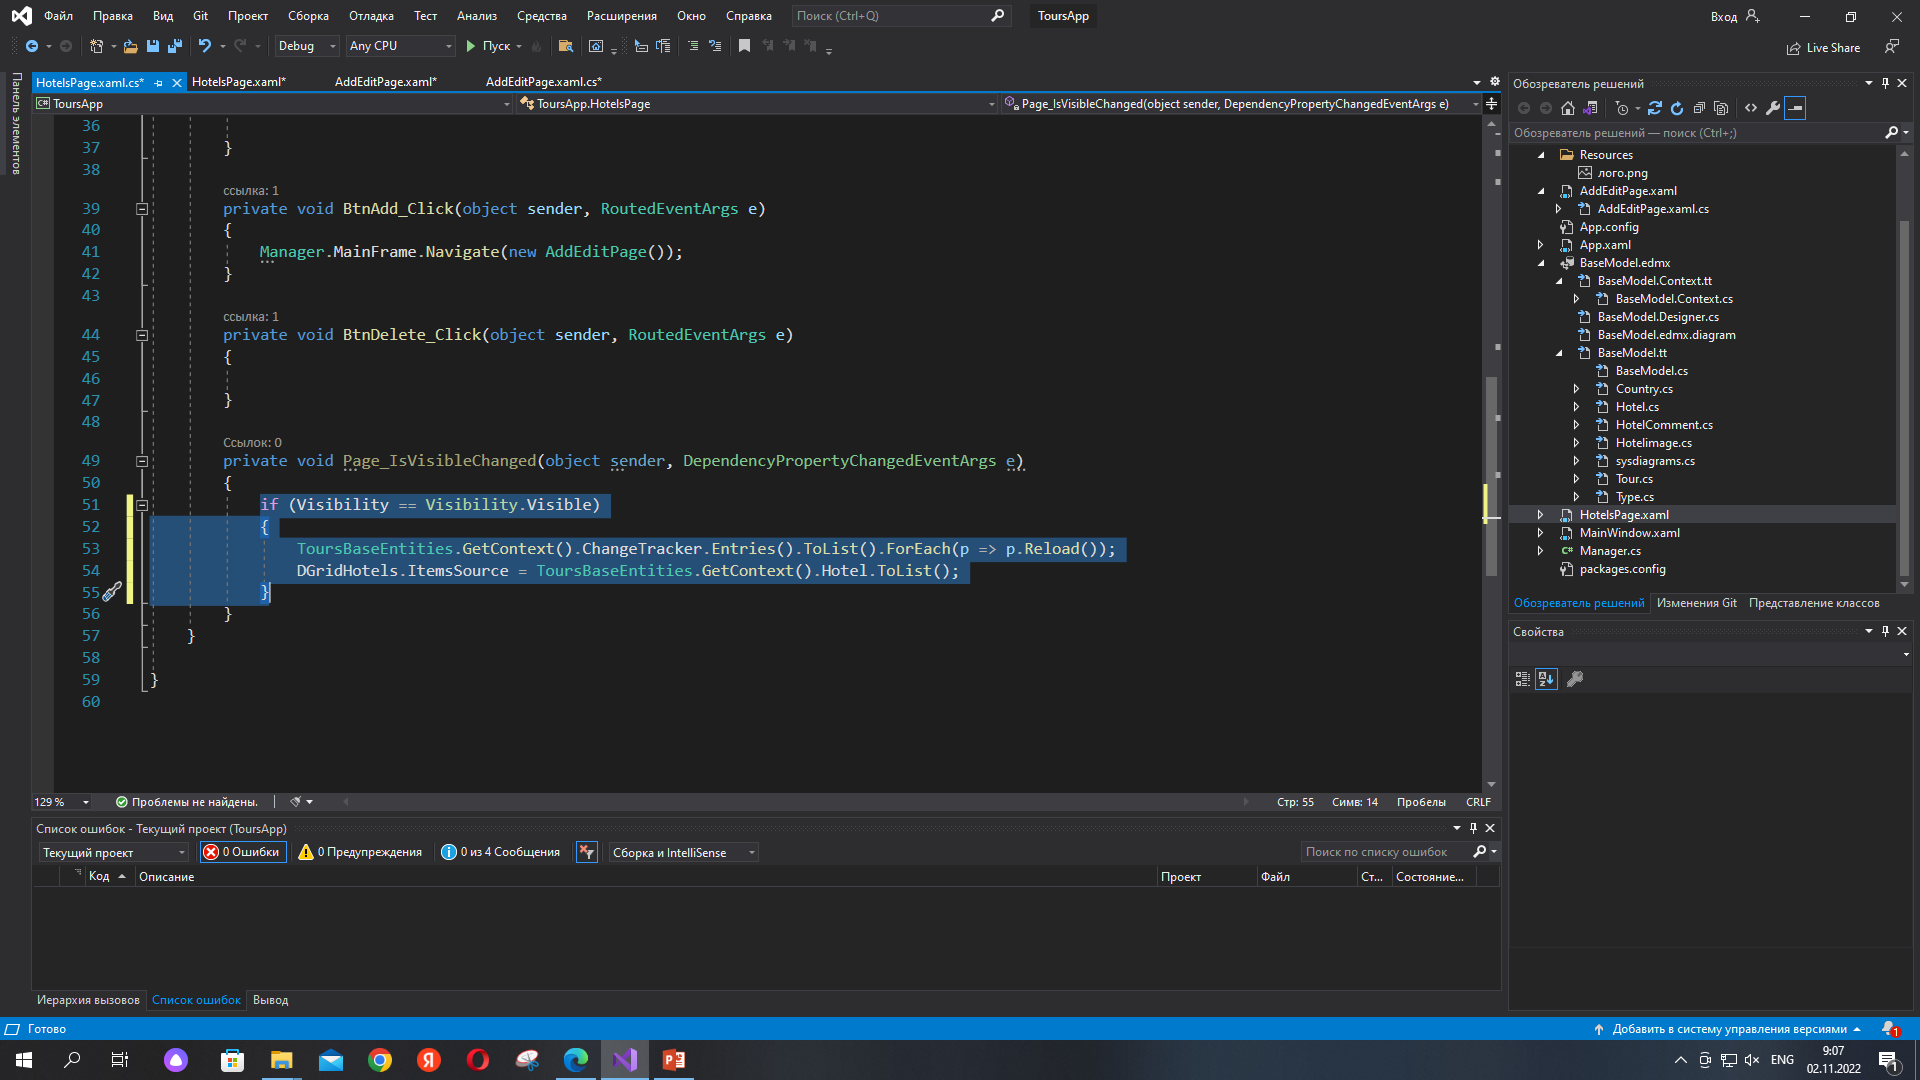 Файл Правка Вид Git Проект Сборка Отладка Тест Анализ Средства Расширения Окно Справка Поиск (Ctrl+Q) ToursApp Вход
Debug Any CPU Пуск Live Share
Панель элементов
HotelsPage.xaml.cs* HotelsPage.xaml* AddEditPage.xaml* AddEditPage.xaml.cs*
ToursApp ToursApp.HotelsPage Page_IsVisibleChanged(object sender, DependencyPropertyChangedEventArgs e)
36
37 }
38
ссылка: 1
39 private void BtnAdd_Click(object sender, RoutedEventArgs e)
40 {
41 Manager.MainFrame.Navigate(new AddEditPage());
42 }
43
ссылка: 1
44 private void BtnDelete_Click(object sender, RoutedEventArgs e)
45 {
46
47 }
48
Ссылок: 0
49 private void Page_IsVisibleChanged(object sender, DependencyPropertyChangedEventArgs e)
50 {
51 if (Visibility == Visibility.Visible)
52 {
53 ToursBaseEntities.GetContext().ChangeTracker.Entries().ToList().ForEach(p => p.Reload());
54 DGridHotels.ItemsSource = ToursBaseEntities.GetContext().Hotel.ToList();
55 }
56 }
57 }
58
59 }
60
129 % Проблемы не найдены. Стр: 55 Симв: 14 Пробелы CRLF
Список ошибок - Текущий проект (ToursApp)
Текущий проект 0 Ошибки 0 Предупреждения 0 из 4 Сообщения Сборка и IntelliSense Поиск по списку ошибок
Код Описание Проект Файл Ст... Состояние...
Иерархия вызовов Список ошибок Вывод
Обозреватель решений
Обозреватель решений — поиск (Ctrl+;)
Resources
лого.png
AddEditPage.xaml
AddEditPage.xaml.cs
App.config
App.xaml
BaseModel.edmx
BaseModel.Context.tt
BaseModel.Context.cs
BaseModel.Designer.cs
BaseModel.edmx.diagram
BaseModel.tt
BaseModel.cs
Country.cs
Hotel.cs
HotelComment.cs
Hotelimage.cs
sysdiagrams.cs
Tour.cs
Type.cs
HotelsPage.xaml
MainWindow.xaml
C# Manager.cs
packages.config
Обозреватель решений Изменения Git Представление классов
Свойства
Готово Добавить в систему управления версиями 1
ENG 9:07
02.11.2022 1